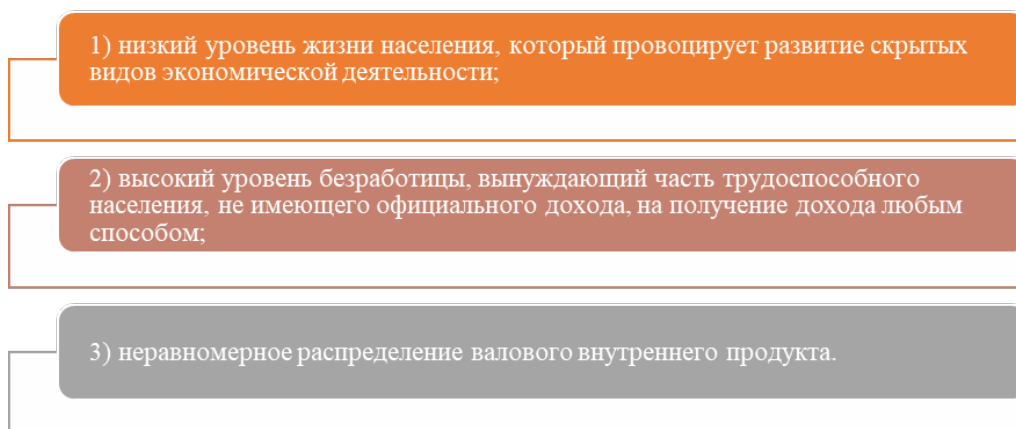 1) низкий уровень жизни населения, который провоцирует развитие скрытых
видов экономической деятельности;
2) высокий уровень безработицы, вынуждающий часть трудоспособного
населения, не имеющего официального дохода, на получение дохода любым
способом;
3) неравномерное распределение валового внутреннего продукта.